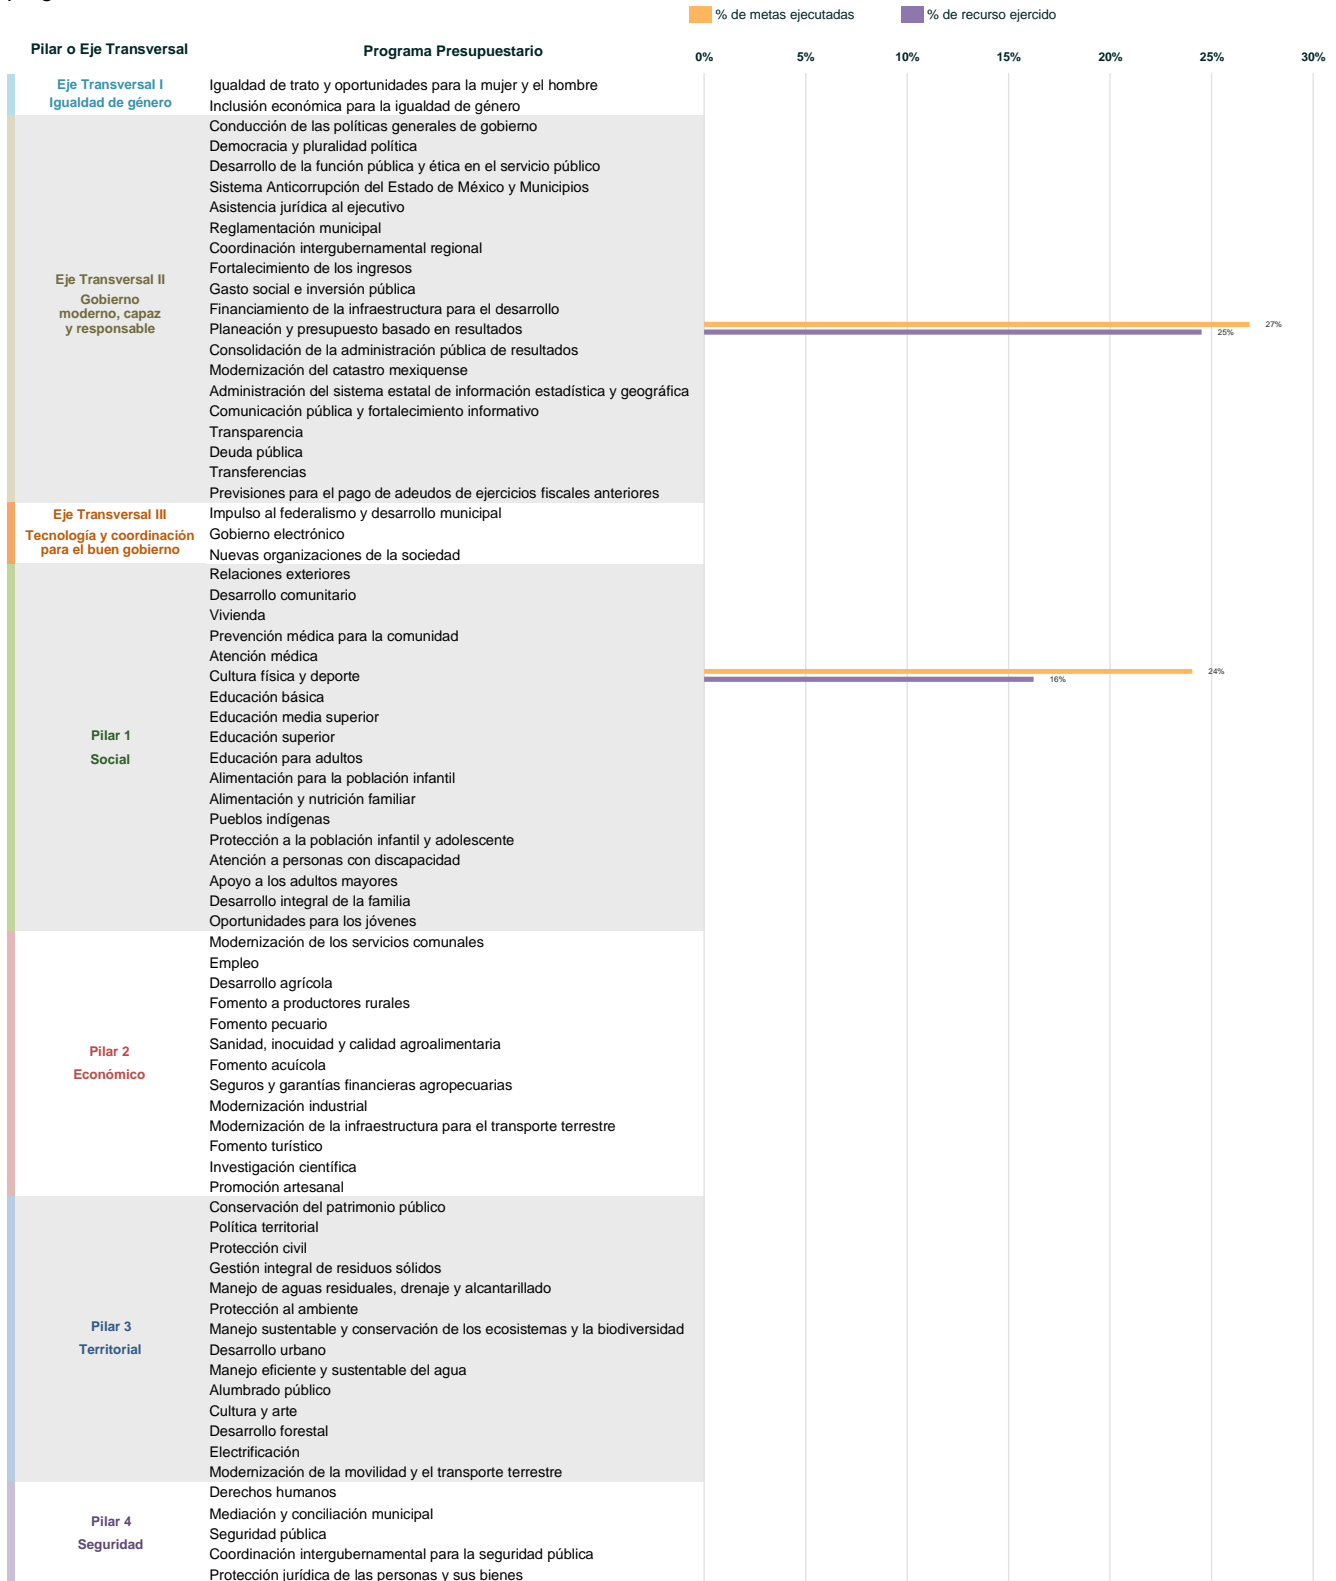 % de metas ejecutadas
% de recurso ejercido
Pilar o Eje Transversal
Programa Presupuestario
0%
5%
10%
15%
20%
25%
30%
Eje Transversal I
Igualdad de género
Igualdad de trato y oportunidades para la mujer y el hombre
Inclusión económica para la igualdad de género
Eje Transversal II
Gobierno
moderno, capaz
y responsable
Conducción de las políticas generales de gobierno
Democracia y pluralidad política
Desarrollo de la función pública y ética en el servicio público
Sistema Anticorrupción del Estado de México y Municipios
Asistencia jurídica al ejecutivo
Reglamentación municipal
Coordinación intergubernamental regional
Fortalecimiento de los ingresos
Gasto social e inversión pública
Financiamiento de la infraestructura para el desarrollo
Planeación y presupuesto basado en resultados
27%
25%
Consolidación de la administración pública de resultados
Modernización del catastro mexiquense
Administración del sistema estatal de información estadística y geográfica
Comunicación pública y fortalecimiento informativo
Transparencia
Deuda pública
Transferencias
Previsiones para el pago de adeudos de ejercicios fiscales anteriores
Eje Transversal III
Tecnología y coordinación
para el buen gobierno
Impulso al federalismo y desarrollo municipal
Gobierno electrónico
Nuevas organizaciones de la sociedad
Pilar 1
Social
Relaciones exteriores
Desarrollo comunitario
Vivienda
Prevención médica para la comunidad
Atención médica
Cultura física y deporte
24%
16%
Educación básica
Educación media superior
Educación superior
Educación para adultos
Alimentación para la población infantil
Alimentación y nutrición familiar
Pueblos indígenas
Protección a la población infantil y adolescente
Atención a personas con discapacidad
Apoyo a los adultos mayores
Desarrollo integral de la familia
Oportunidades para los jóvenes
Pilar 2
Económico
Modernización de los servicios comunales
Empleo
Desarrollo agrícola
Fomento a productores rurales
Fomento pecuario
Sanidad, inocuidad y calidad agroalimentaria
Fomento acuícola
Seguros y garantías financieras agropecuarias
Modernización industrial
Modernización de la infraestructura para el transporte terrestre
Fomento turístico
Investigación científica
Promoción artesanal
Pilar 3
Territorial
Conservación del patrimonio público
Política territorial
Protección civil
Gestión integral de residuos sólidos
Manejo de aguas residuales, drenaje y alcantarillado
Protección al ambiente
Manejo sustentable y conservación de los ecosistemas y la biodiversidad
Desarrollo urbano
Manejo eficiente y sustentable del agua
Alumbrado público
Cultura y arte
Desarrollo forestal
Electrificación
Modernización de la movilidad y el transporte terrestre
Pilar 4
Seguridad
Derechos humanos
Mediación y conciliación municipal
Seguridad pública
Coordinación intergubernamental para la seguridad pública
Protección jurídica de las personas y sus bienes